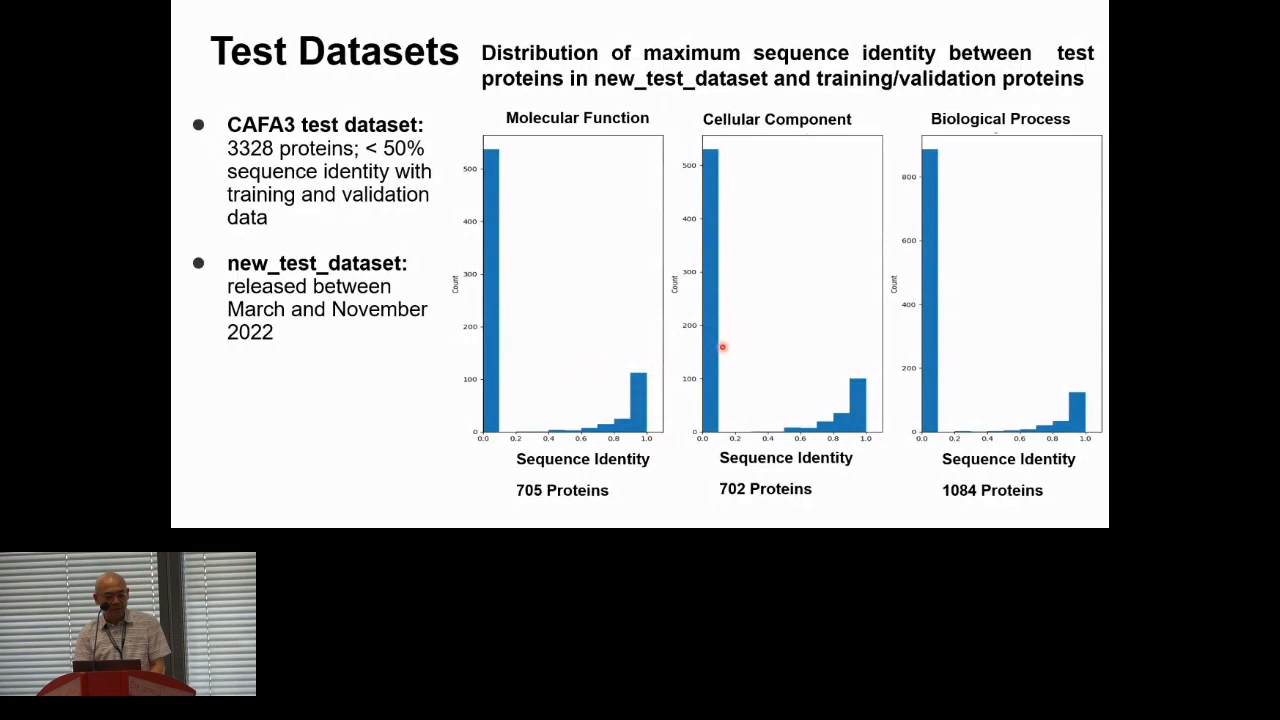 Test Datasets
Distribution of maximum sequence identity between test
proteins in new_test_dataset and training/validation proteins
CAFA3 test dataset:
3328 proteins; < 50%
sequence identity with
training and validation
data
new_test_dataset:
released between
March and November
2022
Molecular Function
Count
500
400
300
200
100
0
0.0 0.2 0.4 0.6 0.8 1.0
Sequence Identity
705 Proteins
Cellular Component
Count
500
400
300
200
100
0
0.0 0.2 0.4 0.6 0.8 1.0
Sequence Identity
702 Proteins
Biological Process
Count
800
600
400
200
0
0.0 0.2 0.4 0.6 0.8 1.0
Sequence Identity
1084 Proteins